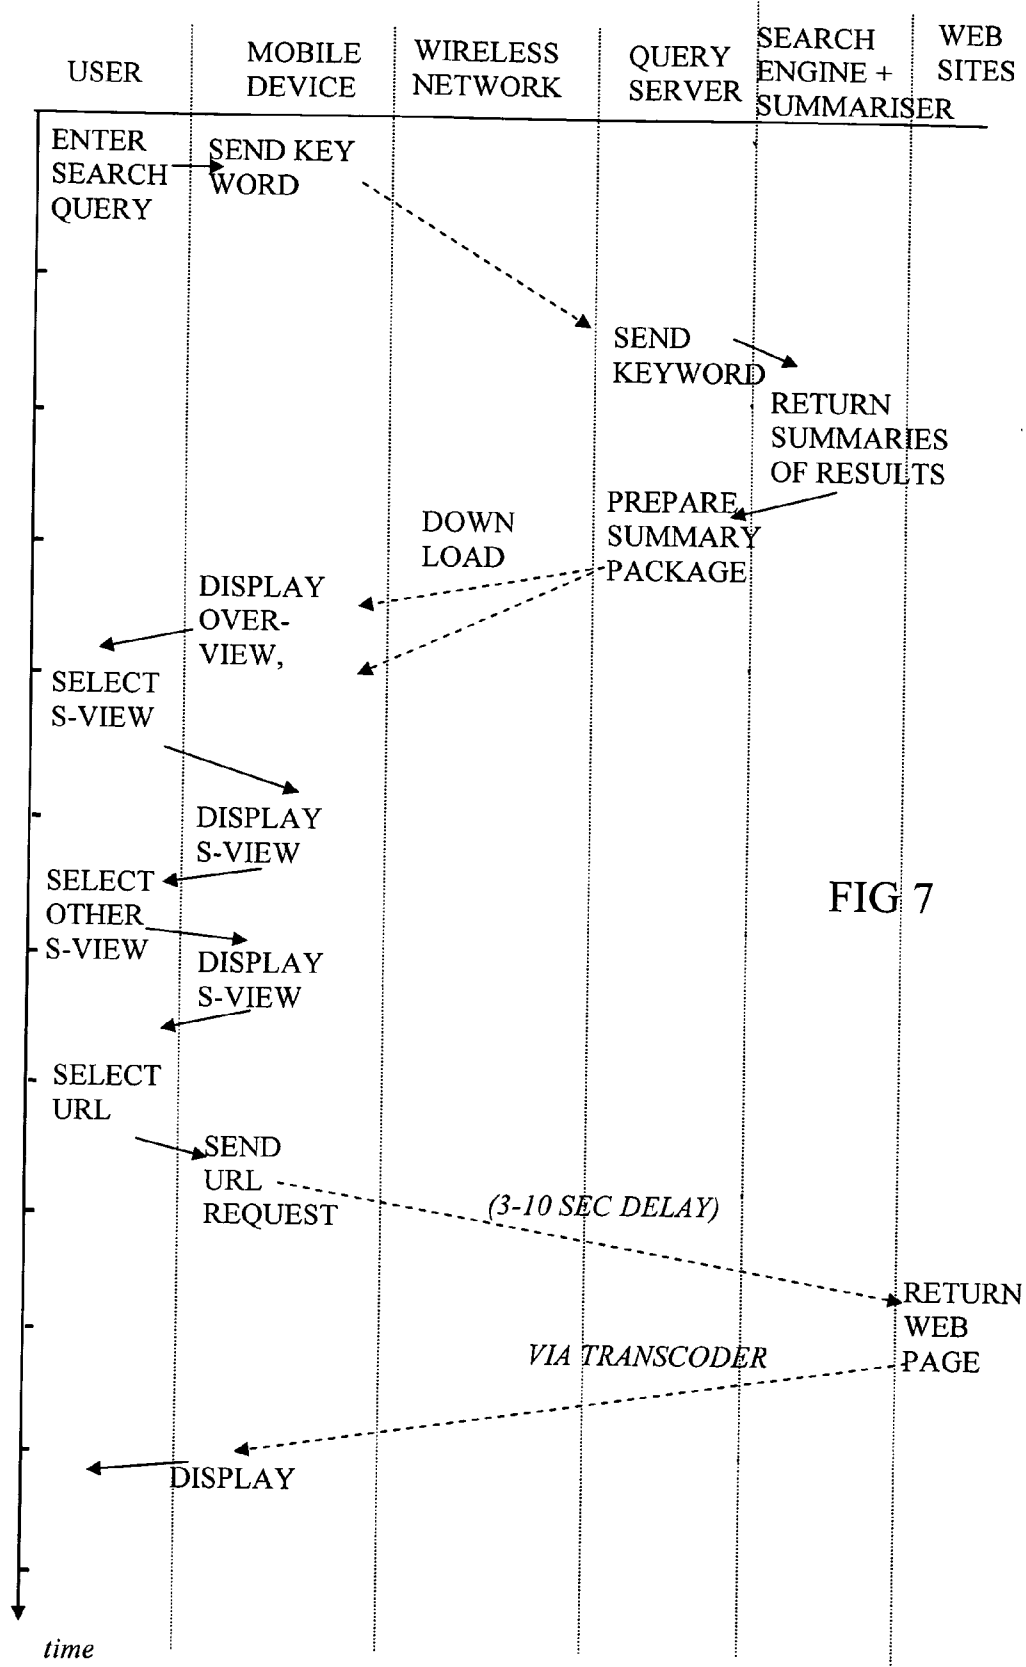 USER
MOBILE
DEVICE
WIRELESS
NETWORK
QUERY
SERVER
SEARCH
ENGINE +
SUMMARISER
WEB
SITES
ENTER
SEARCH
QUERY
SEND KEY
WORD
SEND
KEYWORD
RETURN
SUMMARIES
OF RESULTS
PREPARE
SUMMARY
PACKAGE
DOWN
LOAD
DISPLAY
OVER-
VIEW,
SELECT
S-VIEW
DISPLAY
S-VIEW
SELECT
OTHER
S-VIEW
DISPLAY
S-VIEW
FIG 7
SELECT
URL
SEND
URL
REQUEST
(3-10 SEC DELAY)
RETURN
WEB
PAGE
VIA TRANSCODER
DISPLAY
time